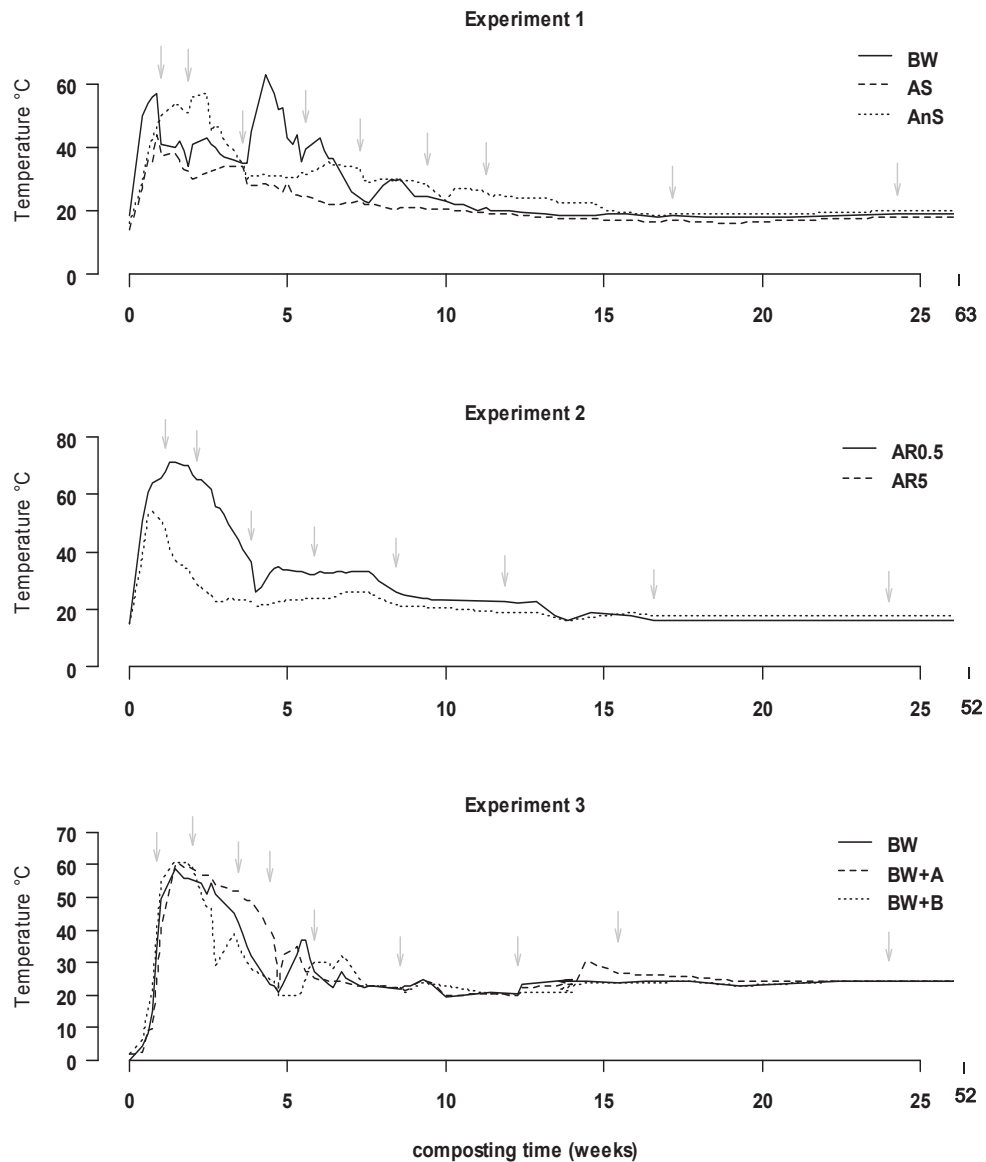 Experiment 1
BW
AS
AnS
Temperature °C
60
40
20
0
0 5 10 15 20 25 63
Experiment 2
AR0.5
AR5
Temperature °C
80
60
40
20
0
0 5 10 15 20 25 52
Experiment 3
BW
BW+A
BW+B
Temperature °C
70
60
50
40
30
20
10
0
0 5 10 15 20 25 52
composting time (weeks)